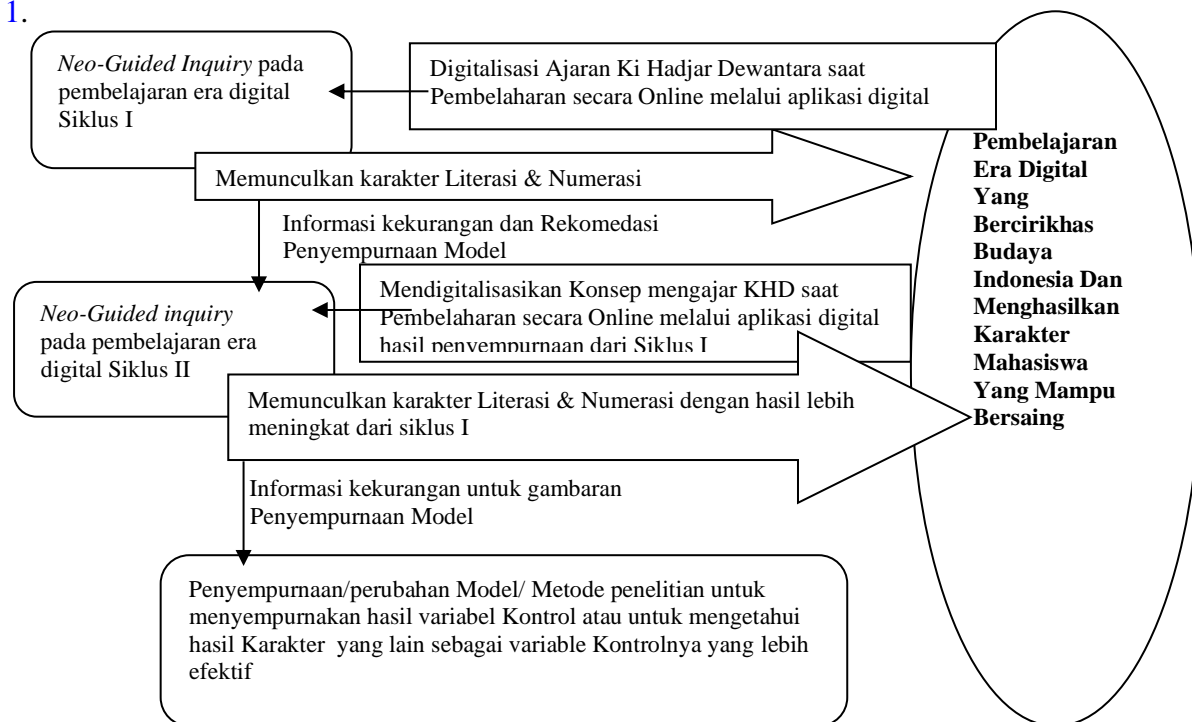 1.
Neo-Guided Inquiry pada
pembelajaran era digital
Siklus I
Digitalisasi Ajaran Ki Hadjar Dewantara saat
Pembelaharan secara Online melalui aplikasi digital
Memunculkan karakter Literasi & Numerasi
Informasi kekurangan dan Rekomedasi
Penyempurnaan Model
Neo-Guided inquiry
pada pembelajaran era
digital Siklus II
Mendigitalisasikan Konsep mengajar KHD saat
Pembelaharan secara Online melalui aplikasi digital
hasil penyempurnaan dari Siklus I
Memunculkan karakter Literasi & Numerasi dengan hasil lebih
meningkat dari siklus I
Informasi kekurangan untuk gambaran
Penyempurnaan Model
Penyempurnaan/perubahan Model/ Metode penelitian untuk
menyempurnakan hasil variabel Kontrol atau untuk mengetahui
hasil Karakter yang lain sebagai variable Kontrolnya yang lebih
efektif
Pembelajaran
Era Digital
Yang
Bercirikhas
Budaya
Indonesia Dan
Menghasilkan
Karakter
Mahasiswa
Yang Mampu
Bersaing